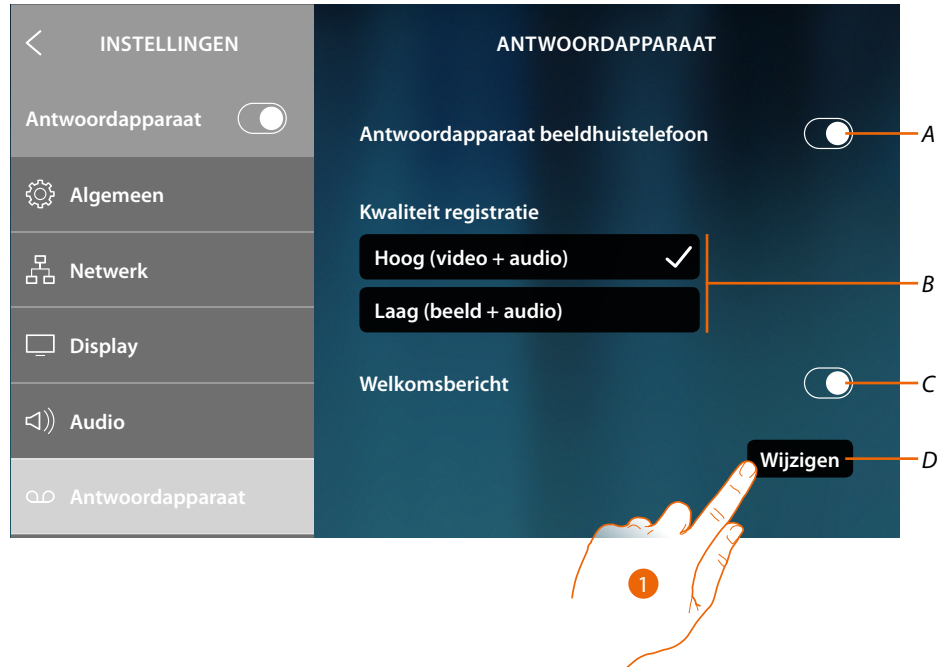 INSTELLINGEN
Antwoordapparaat
Algemeen
Netwerk
Display
Audio
Antwoordapparaat
ANTWOORDAPPARAAT
Antwoordapparaat beeldhuistelefoon
A
Kwaliteit registratie
Hoog (video + audio)
Laag (beeld + audio)
B
Welkomsbericht
C
Wijzigen
D
1